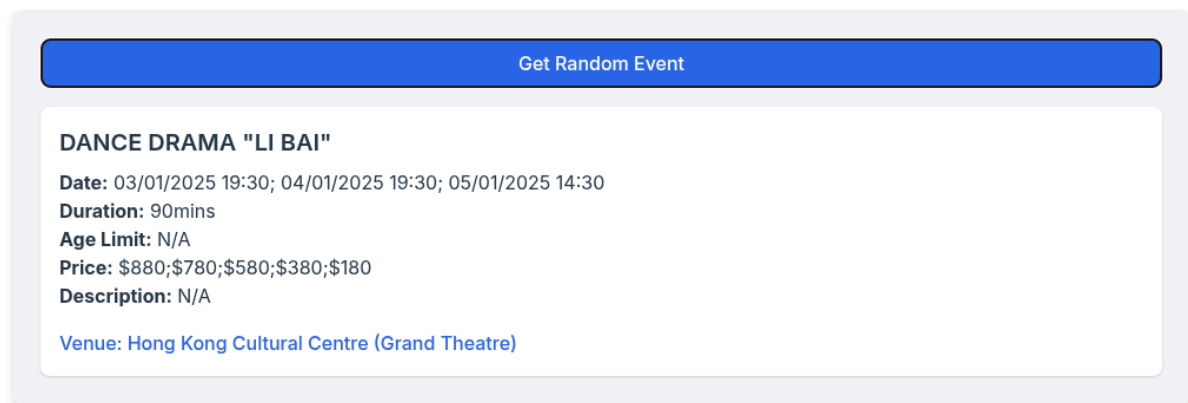 Get Random Event
DANCE DRAMA "LI BAI"
Date: 03/01/2025 19:30; 04/01/2025 19:30; 05/01/2025 14:30
Duration: 90mins
Age Limit: N/A
Price: $880;$780;$580;$380;$180
Description: N/A
Venue: Hong Kong Cultural Centre (Grand Theatre)